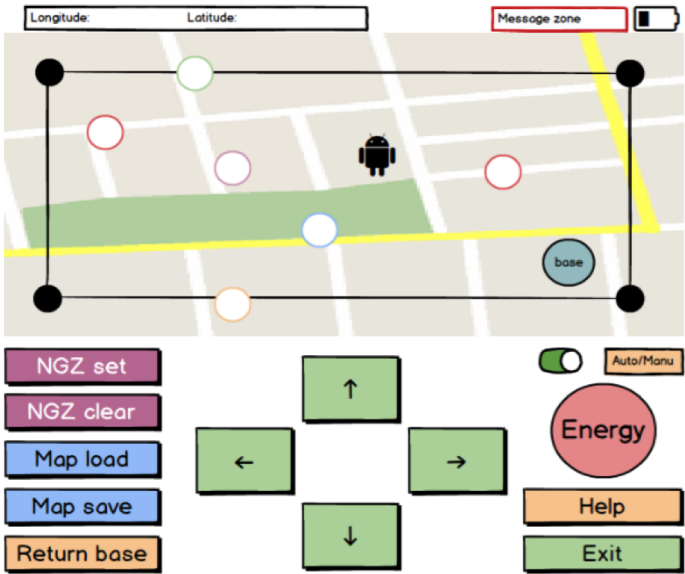 Longitude: Latitude:
Message zone
base
NGZ set
NGZ clear
Map load
Map save
Return base
↑
←
→
↓
Auto/Manu
Energy
Help
Exit